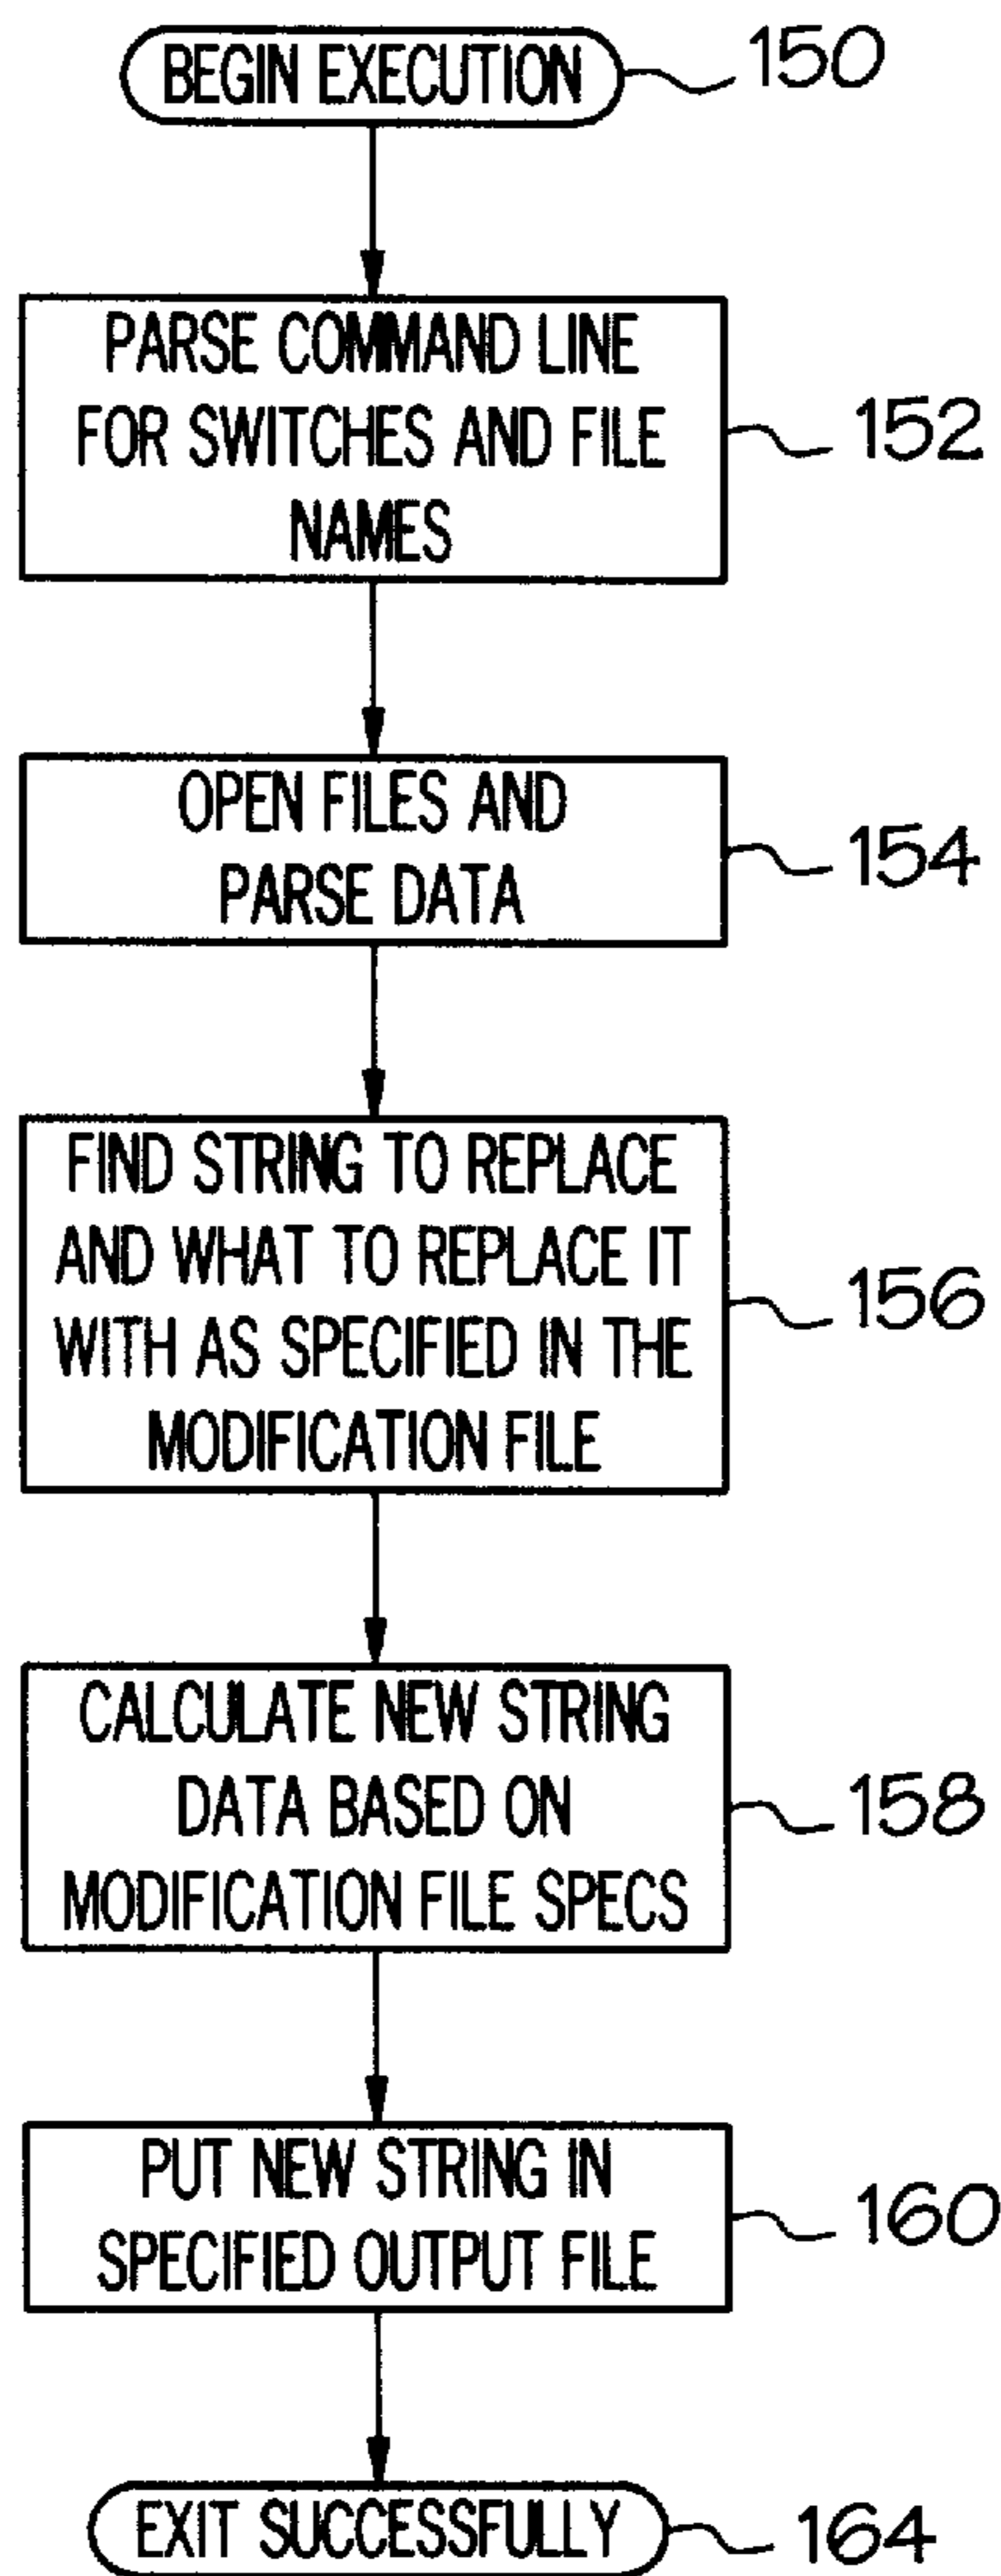 BEGIN EXECUTION
150
PARSE COMMAND LINE
FOR SWITCHES AND FILE
NAMES
152
OPEN FILES AND
PARSE DATA
154
FIND STRING TO REPLACE
AND WHAT TO REPLACE IT
WITH AS SPECIFIED IN THE
MODIFICATION FILE
156
CALCULATE NEW STRING
DATA BASED ON
MODIFICATION FILE SPECS
158
PUT NEW STRING IN
SPECIFIED OUTPUT FILE
160
EXIT SUCCESSFULLY
164